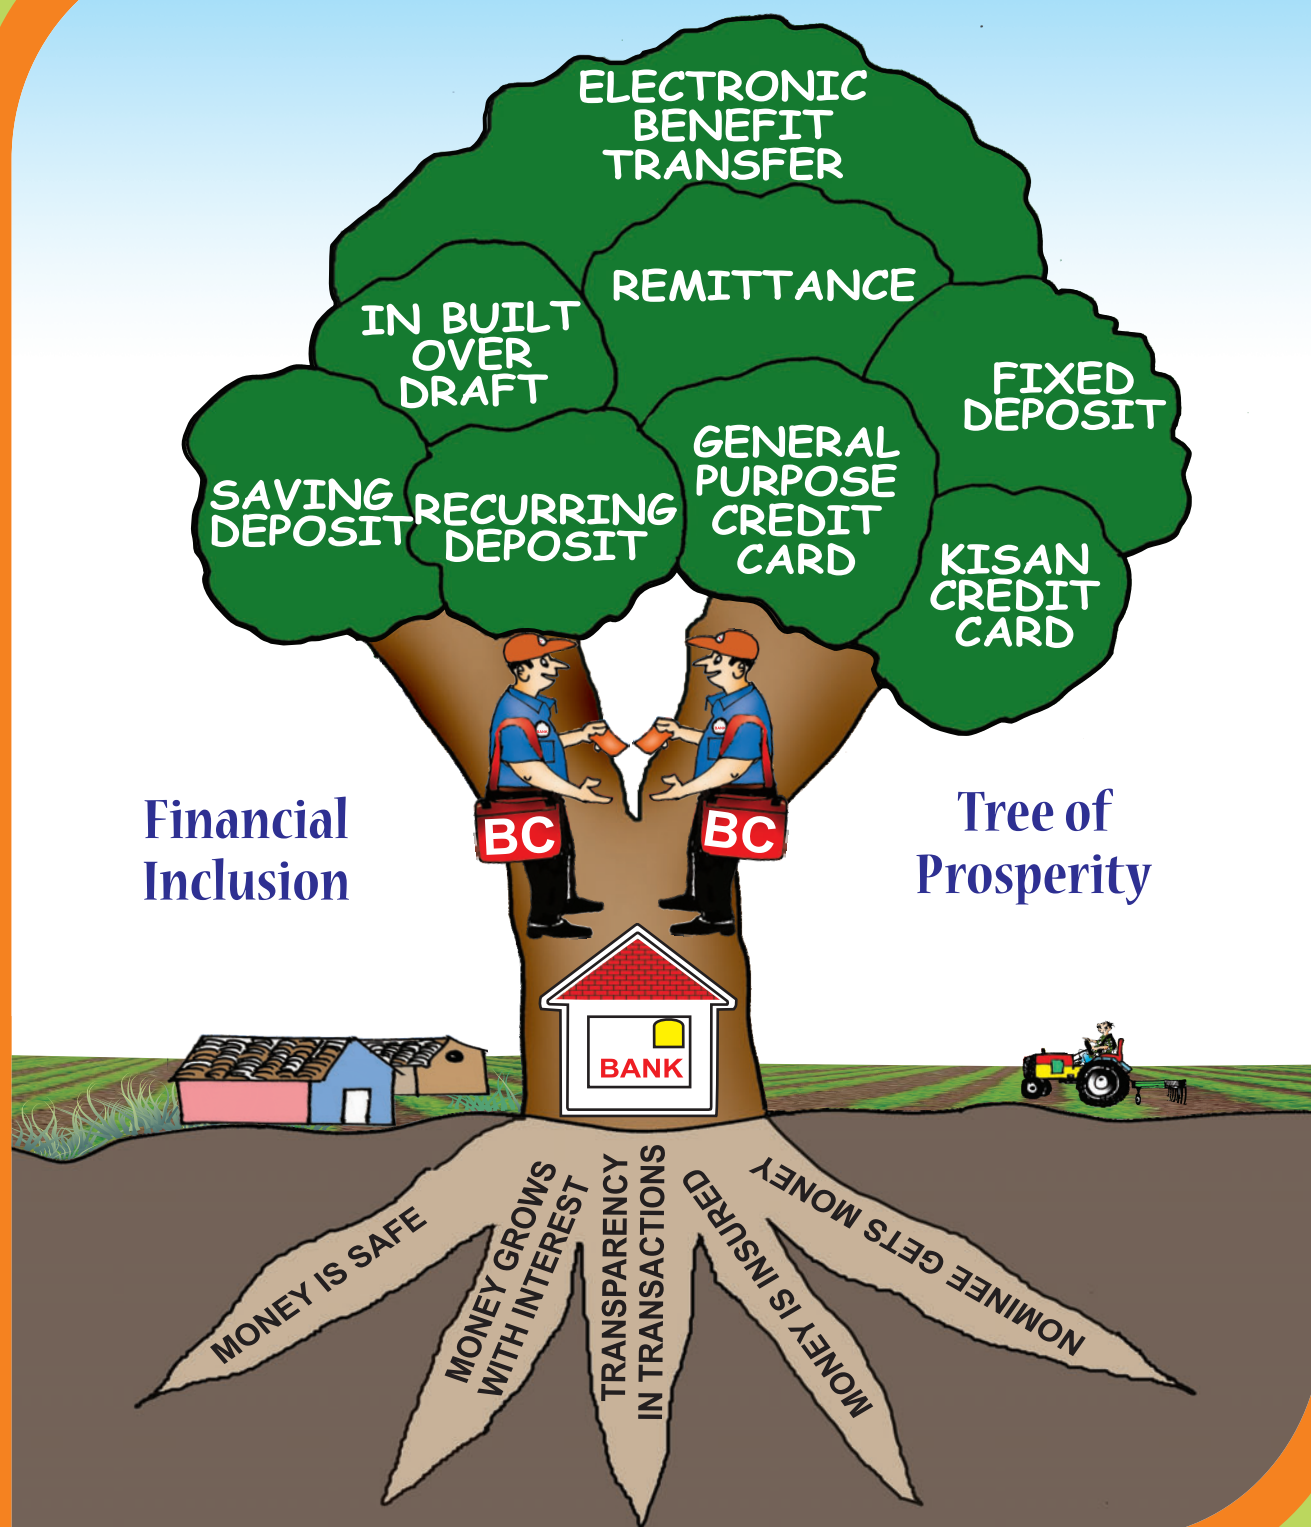 ELECTRONIC
BENEFIT
TRANSFER
REMITTANCE
IN BUILT
OVER
DRAFT
FIXED
DEPOSIT
GENERAL
PURPOSE
CREDIT
CARD
SAVING
DEPOSIT
RECURRING
DEPOSIT
KISAN
CREDIT
CARD
BC
BC
Financial
Inclusion
Tree of
Prosperity
BANK
MONEY IS SAFE
MONEY GROWS
WITH INTEREST
TRANSPARENCY
IN TRANSACTIONS
MONEY IS INSURED
NOMINEE GETS MONEY